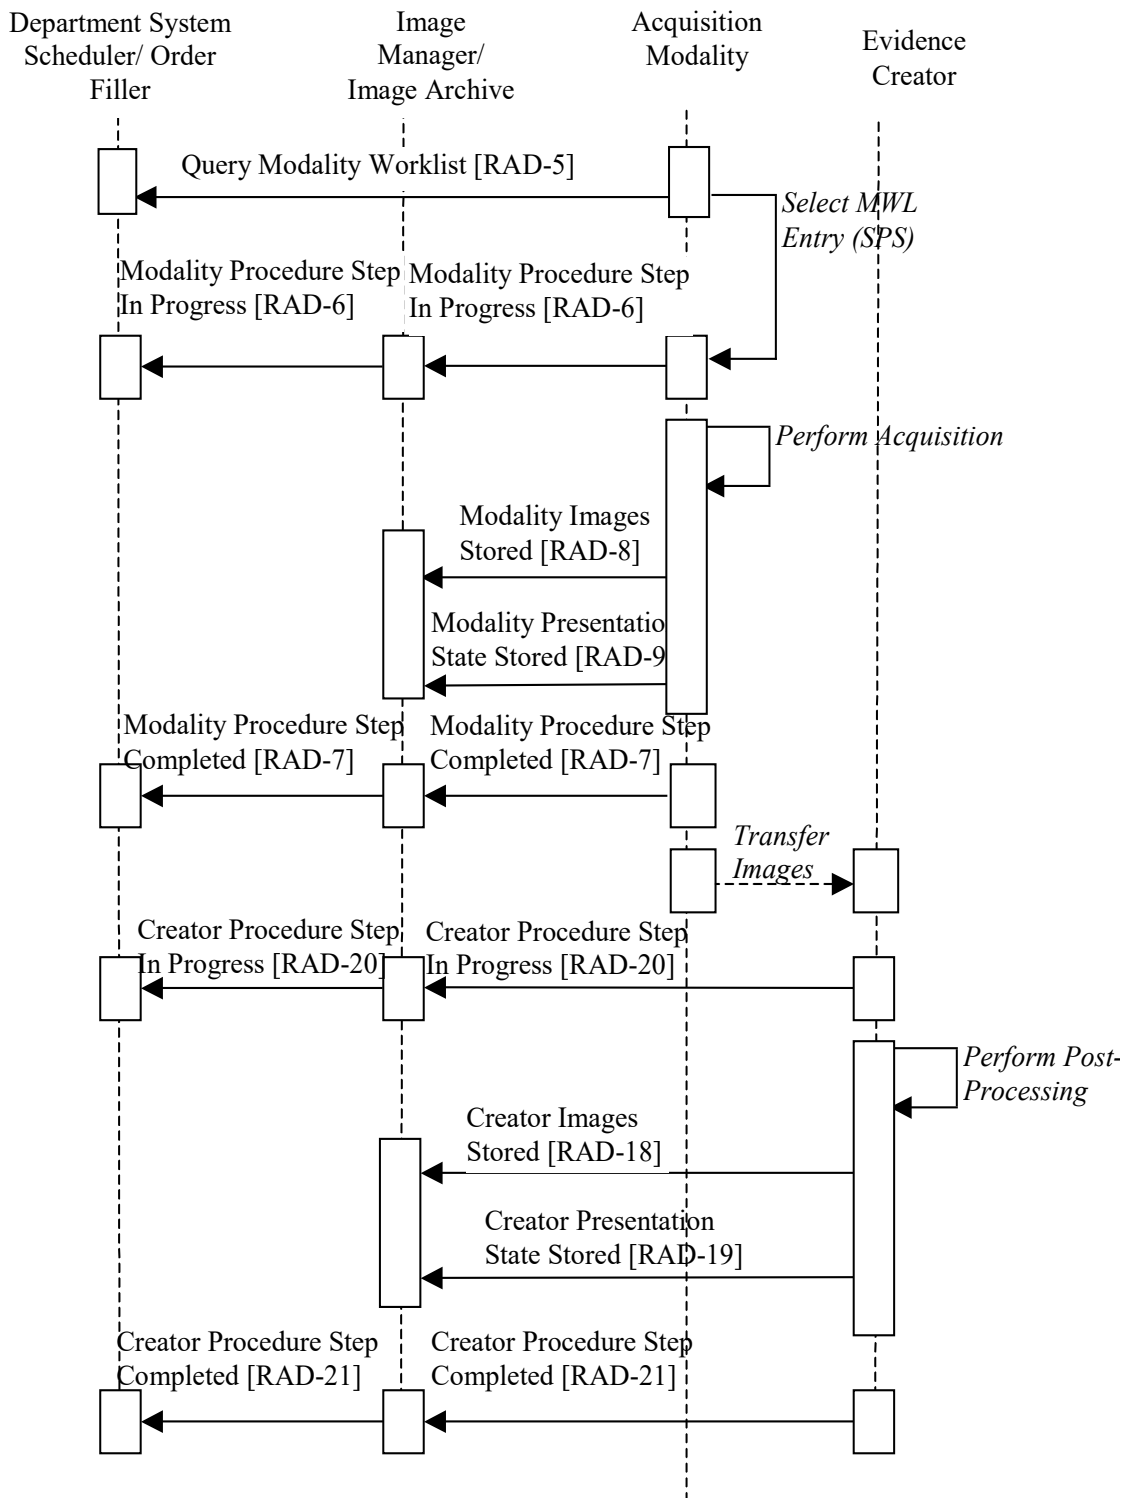 Department System
Scheduler/ Order
Filler
Image
Manager/
Image Archive
Acquisition
Modality
Evidence
Creator
Query Modality Worklist [RAD-5]
Select MWL
Entry (SPS)
Modality Procedure Step
In Progress [RAD-6]
Modality Procedure Step
In Progress [RAD-6]
Perform Acquisition
Modality Images
Stored [RAD-8]
Modality Presentatio
State Stored [RAD-9
Modality Procedure Step
Completed [RAD-7]
Modality Procedure Step
Completed [RAD-7]
Transfer
Images
Creator Procedure Step
In Progress [RAD-20]
Creator Procedure Step
In Progress [RAD-20]
Perform Post-
Processing
Creator Images
Stored [RAD-18]
Creator Presentation
State Stored [RAD-19]
Creator Procedure Step
Completed [RAD-21]
Creator Procedure Step
Completed [RAD-21]